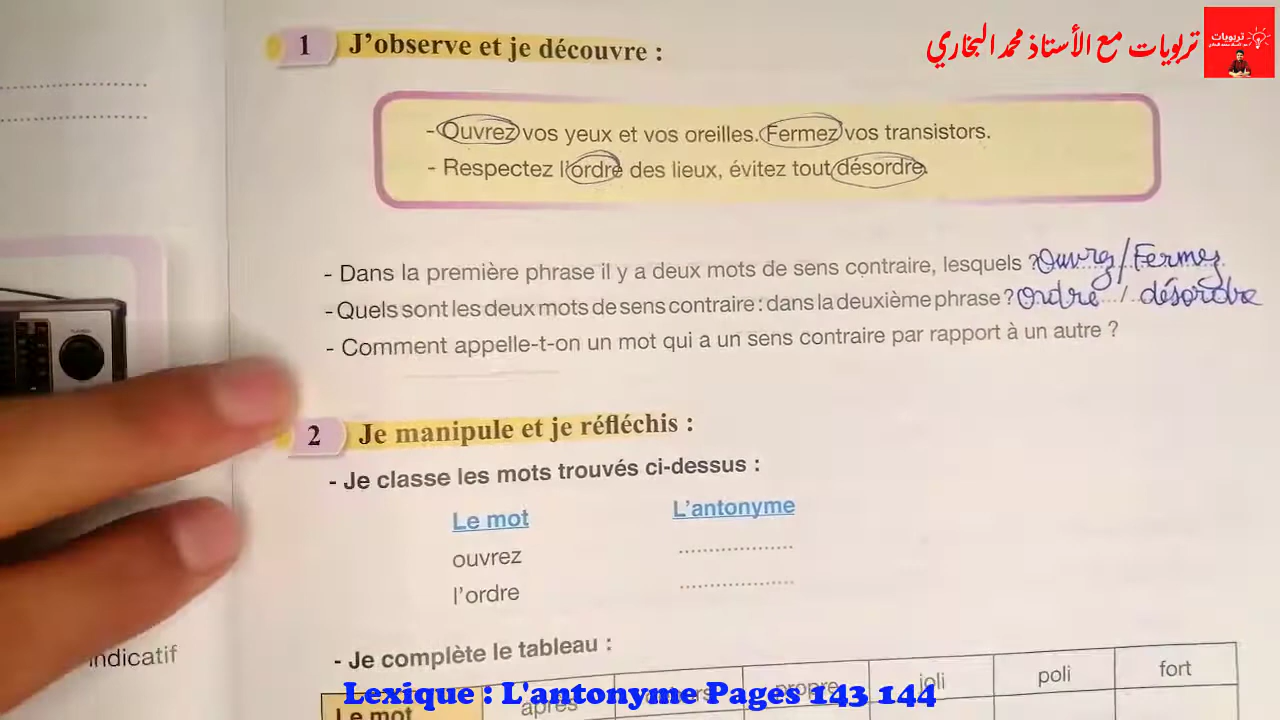 تربويات مع الأستاذ محمد البخاري
تربويات
1 J'observe et je découvre :
- Ouvrez vos yeux et vos oreilles. Fermez vos transistors.
- Respectez l'ordre des lieux, évitez tout désordre.
- Dans la première phrase il y a deux mots de sens contraire, lesquels ? Ouvrez / Fermez
- Quels sont les deux mots de sens contraire : dans la deuxième phrase ? Ordre / désordre
- Comment appelle-t-on un mot qui a un sens contraire par rapport à un autre ?
2 Je manipule et je réfléchis :
- Je classe les mots trouvés ci-dessus :
Le mot L'antonyme
ouvrez ....................
l'ordre ....................
indicatif
- Je complète le tableau :
Le mot après propre joli poli fort
Lexique : L'antonyme Pages 143 144